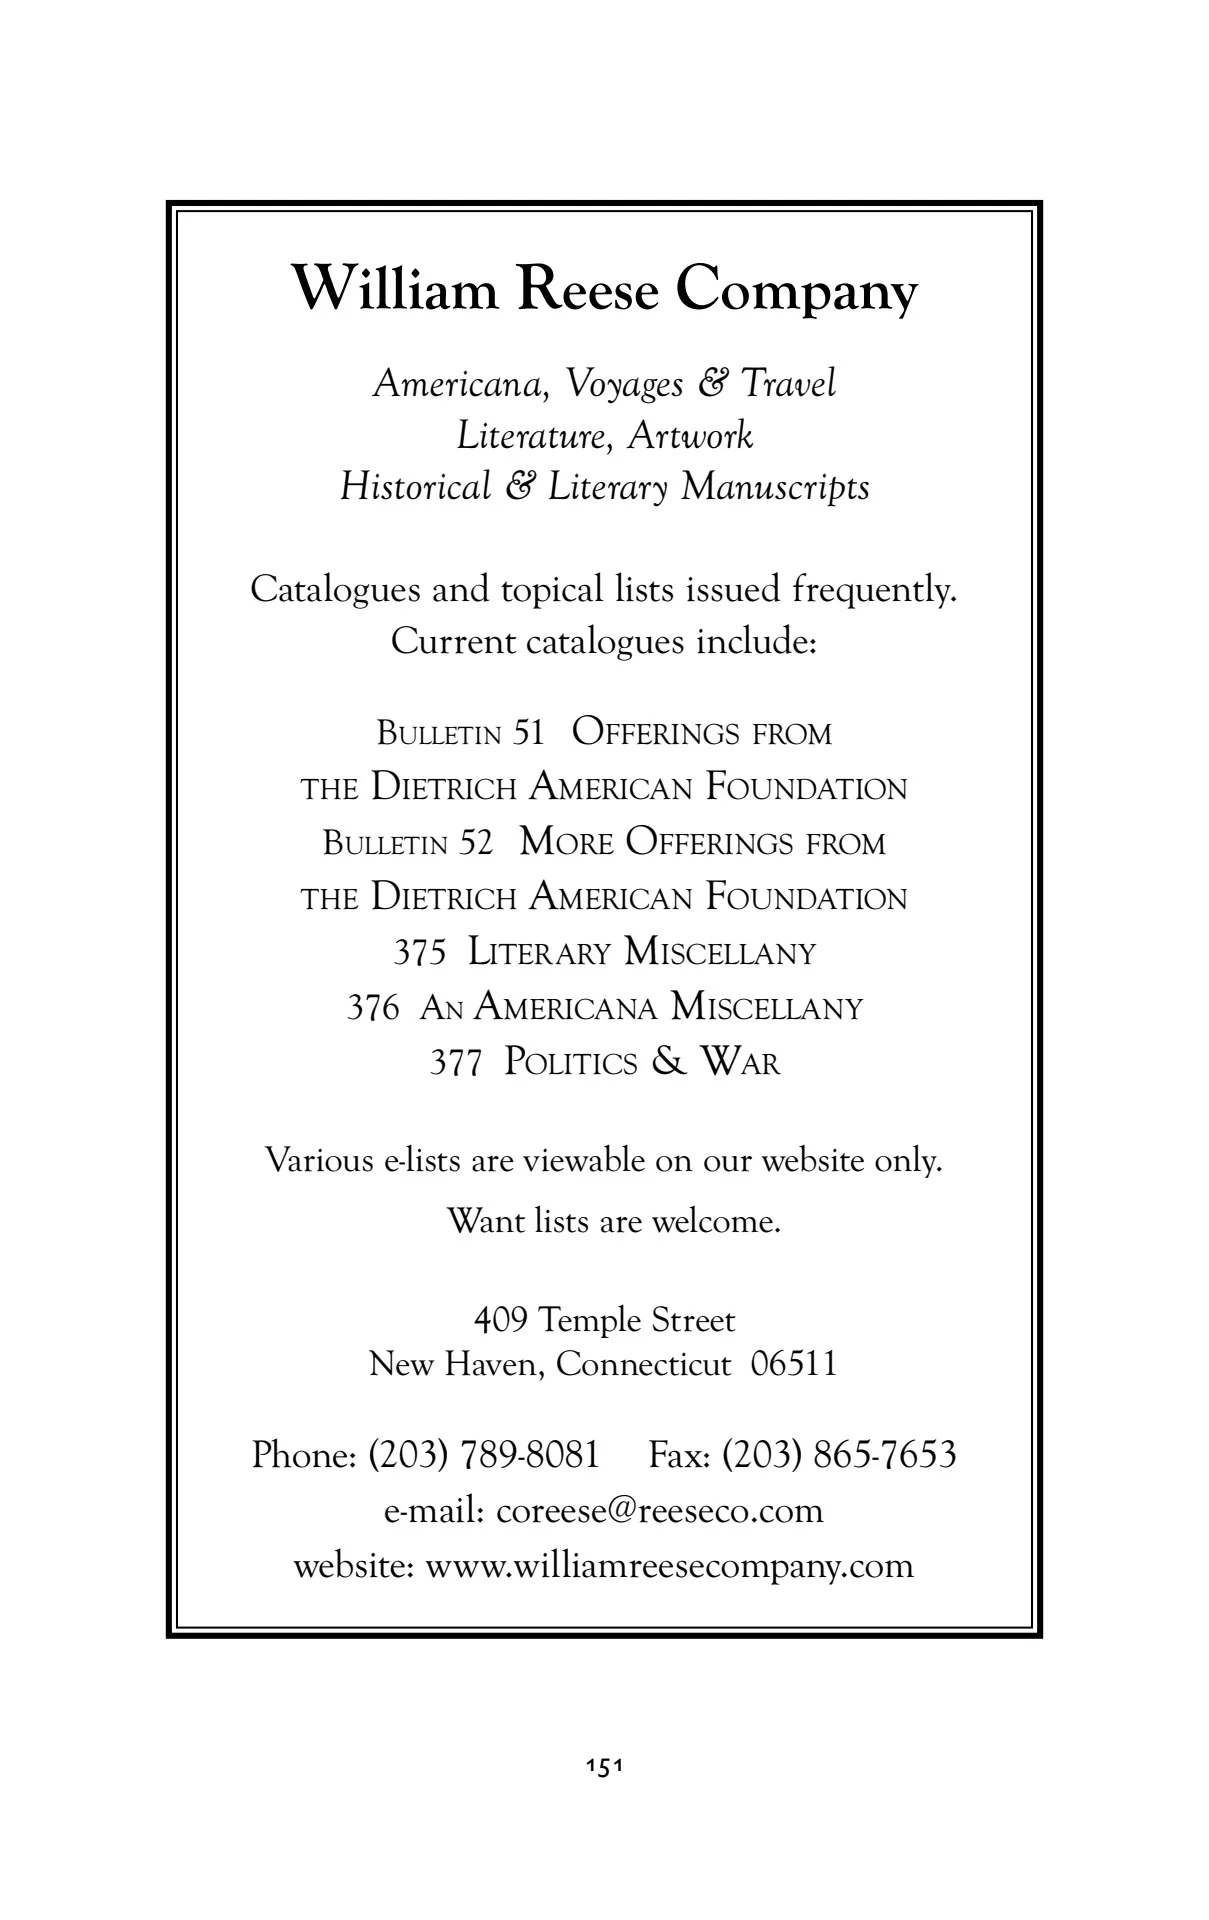 William Reese Company
Americana, Voyages & Travel
Literature, Artwork
Historical & Literary Manuscripts
Catalogues and topical lists issued frequently.
Current catalogues include:
Bulletin 51 Offerings from
the Dietrich American Foundation
Bulletin 52 More Offerings from
the Dietrich American Foundation
375 Literary Miscellany
376 An Americana Miscellany
377 Politics & War
Various e-lists are viewable on our website only.
Want lists are welcome.
409 Temple Street
New Haven, Connecticut 06511
Phone: (203) 789-8081 Fax: (203) 865-7653
e-mail: coreese@reeseco.com
website: www.williamreesecompany.com
151